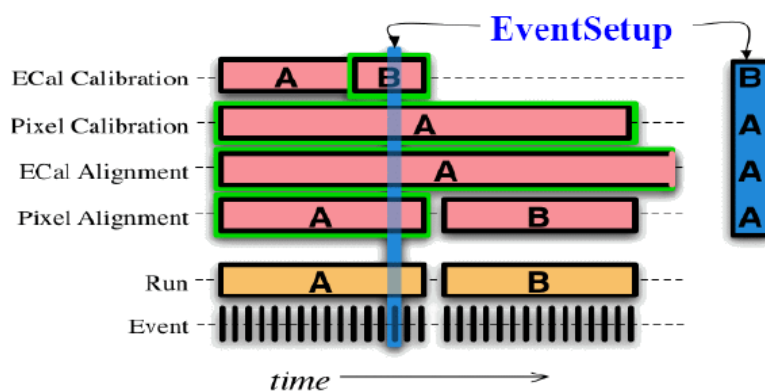 EventSetup
ECal Calibration A B B
Pixel Calibration A A
ECal Alignment A A
Pixel Alignment A B A
Run A B
Event
time